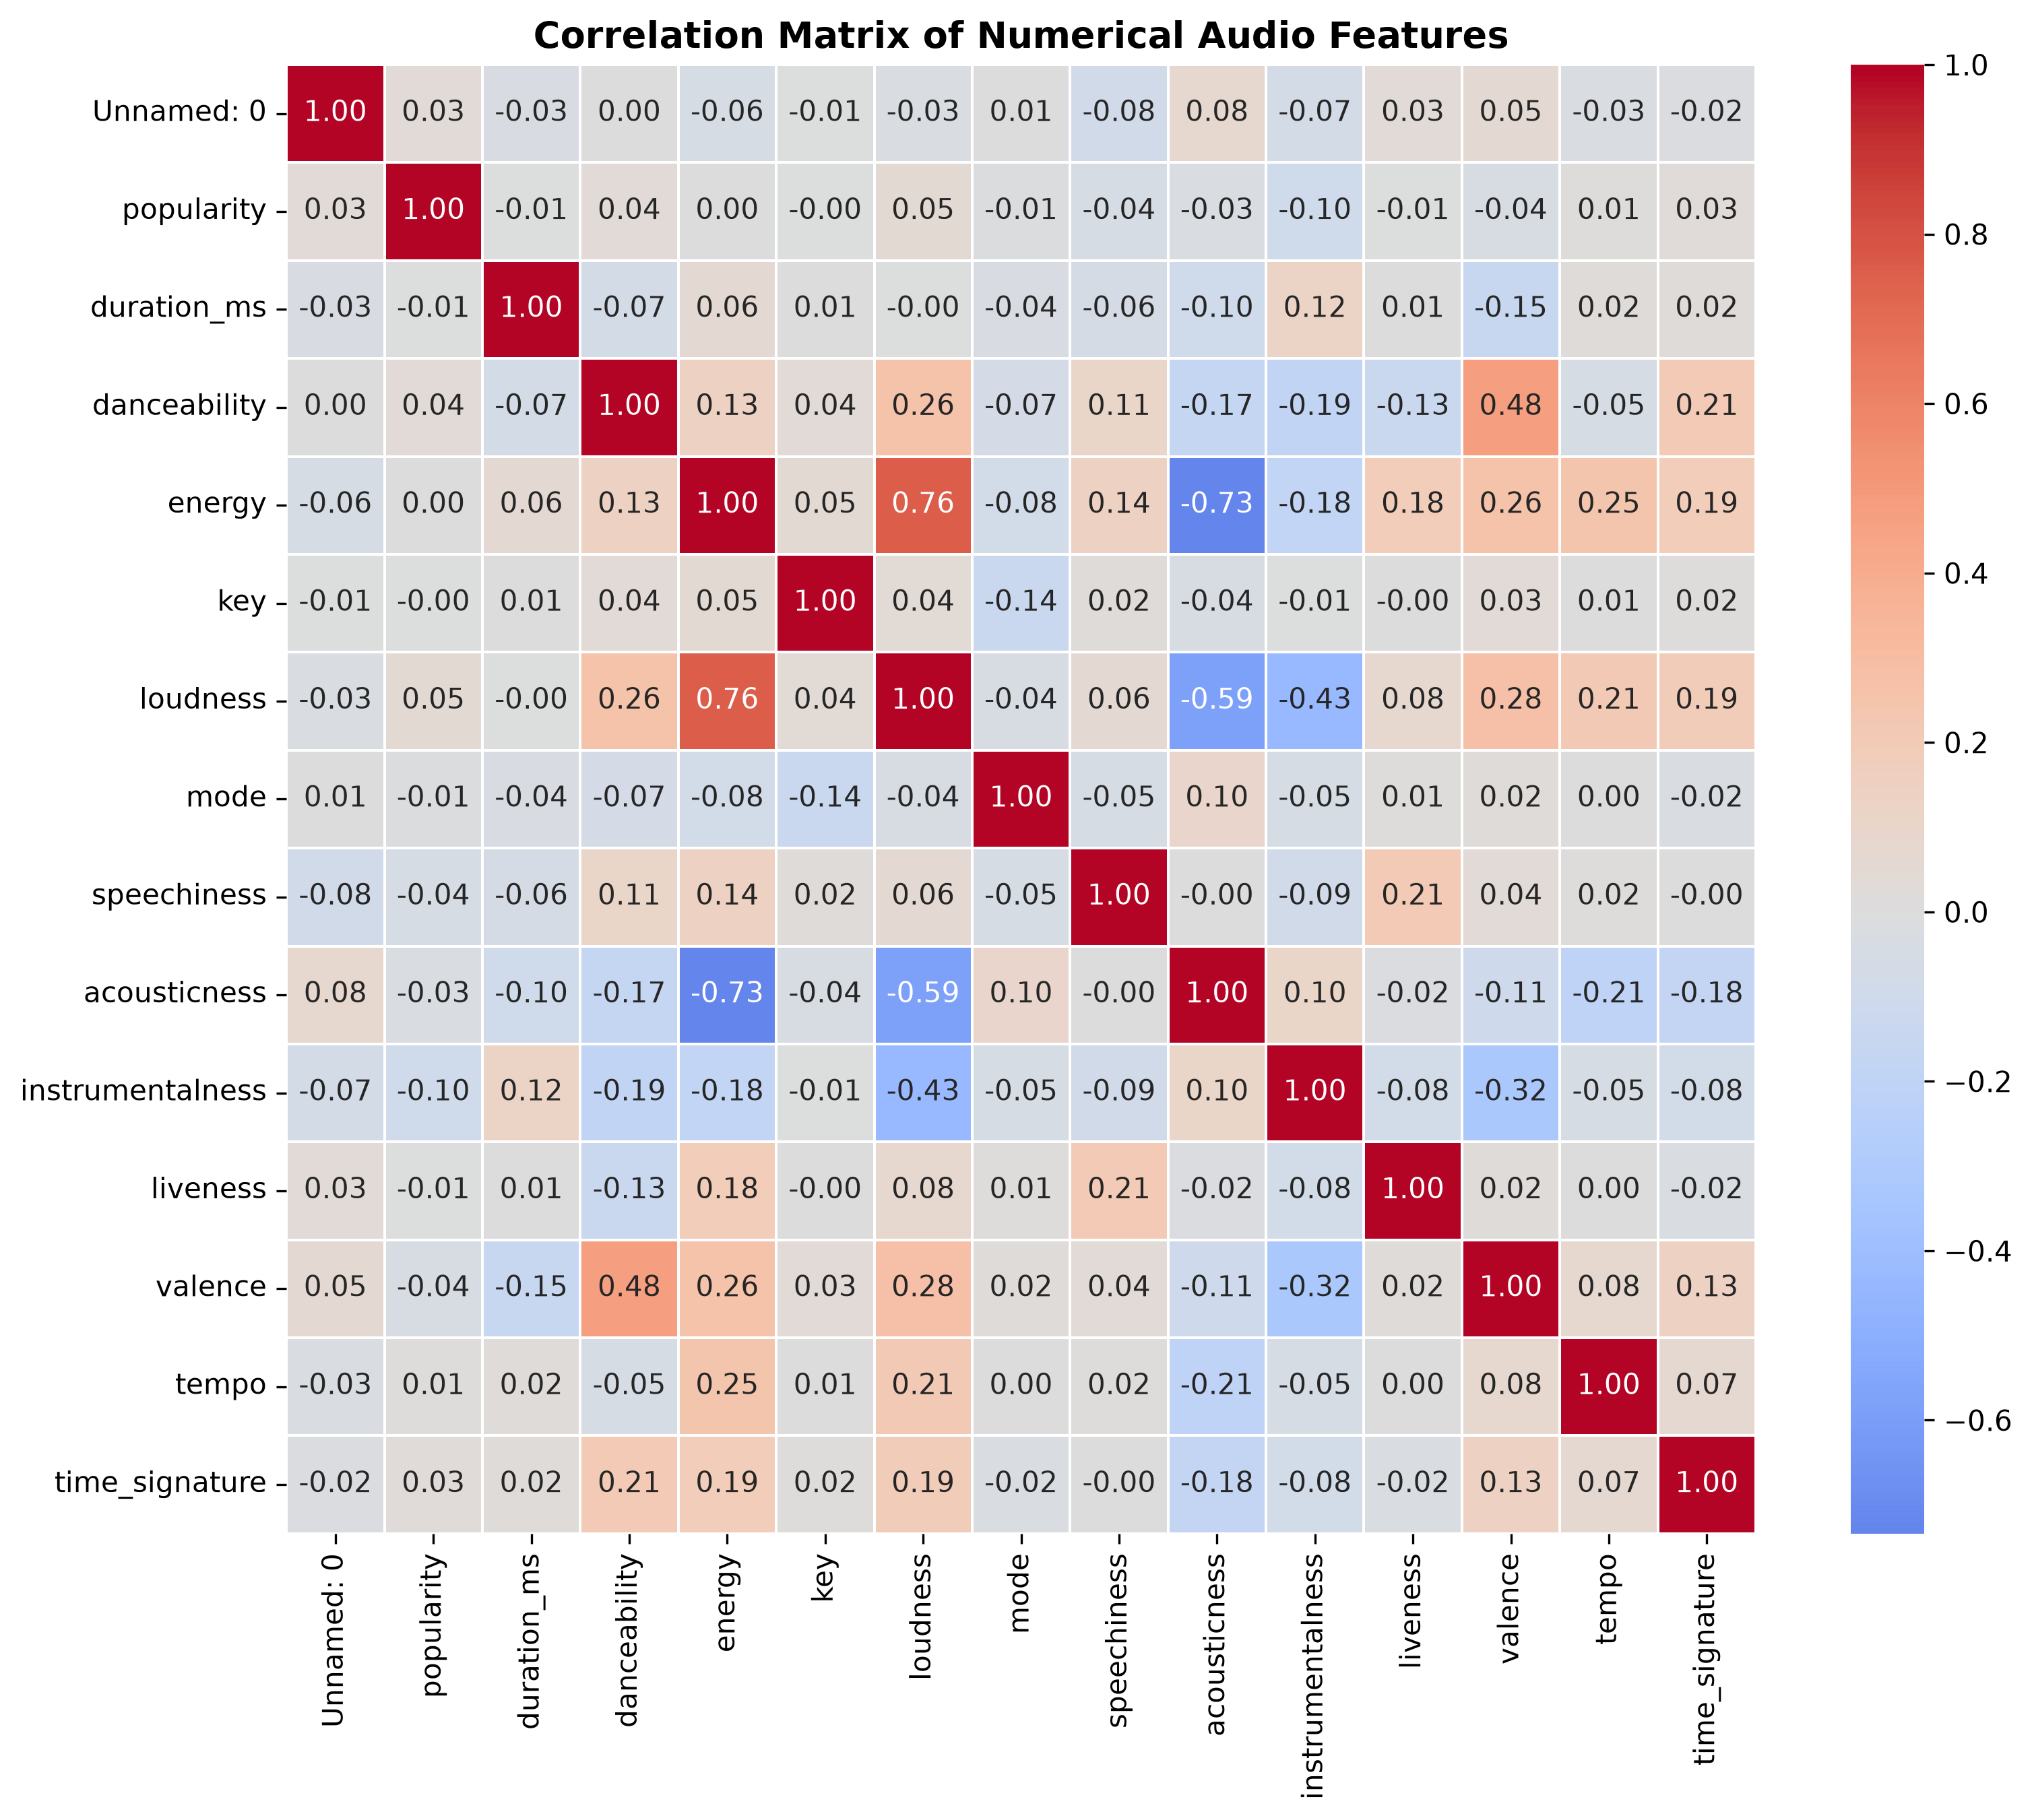 Correlation Matrix of Numerical Audio Features
Unnamed: 0 1.00 0.03 -0.03 0.00 -0.06 -0.01 -0.03 0.01 -0.08 0.08 -0.07 0.03 0.05 -0.03 -0.02
popularity 0.03 1.00 -0.01 0.04 0.00 -0.00 0.05 -0.01 -0.04 -0.03 -0.10 -0.01 -0.04 0.01 0.03
duration_ms -0.03 -0.01 1.00 -0.07 0.06 0.01 -0.00 -0.04 -0.06 -0.10 0.12 0.01 -0.15 0.02 0.02
danceability 0.00 0.04 -0.07 1.00 0.13 0.04 0.26 -0.07 0.11 -0.17 -0.19 -0.13 0.48 -0.05 0.21
energy -0.06 0.00 0.06 0.13 1.00 0.05 0.76 -0.08 0.14 -0.73 -0.18 0.18 0.26 0.25 0.19
key -0.01 -0.00 0.01 0.04 0.05 1.00 0.04 -0.14 0.02 -0.04 -0.01 -0.00 0.03 0.01 0.02
loudness -0.03 0.05 -0.00 0.26 0.76 0.04 1.00 -0.04 0.06 -0.59 -0.43 0.08 0.28 0.21 0.19
mode 0.01 -0.01 -0.04 -0.07 -0.08 -0.14 -0.04 1.00 -0.05 0.10 -0.05 0.01 0.02 0.00 -0.02
speechiness -0.08 -0.04 -0.06 0.11 0.14 0.02 0.06 -0.05 1.00 -0.00 -0.09 0.21 0.04 0.02 -0.00
acousticness 0.08 -0.03 -0.10 -0.17 -0.73 -0.04 -0.59 0.10 -0.00 1.00 0.10 -0.02 -0.11 -0.21 -0.18
instrumentalness -0.07 -0.10 0.12 -0.19 -0.18 -0.01 -0.43 -0.05 -0.09 0.10 1.00 -0.08 -0.32 -0.05 -0.08
liveness 0.03 -0.01 0.01 -0.13 0.18 -0.00 0.08 0.01 0.21 -0.02 -0.08 1.00 0.02 0.00 -0.02
valence 0.05 -0.04 -0.15 0.48 0.26 0.03 0.28 0.02 0.04 -0.11 -0.32 0.02 1.00 0.08 0.13
tempo -0.03 0.01 0.02 -0.05 0.25 0.01 0.21 0.00 0.02 -0.21 -0.05 0.00 0.08 1.00 0.07
time_signature -0.02 0.03 0.02 0.21 0.19 0.02 0.19 -0.02 -0.00 -0.18 -0.08 -0.02 0.13 0.07 1.00
Unnamed: 0
popularity
duration_ms
danceability
energy
key
loudness
mode
speechiness
acousticness
instrumentalness
liveness
valence
tempo
time_signature
1.0
0.8
0.6
0.4
0.2
0.0
−0.2
−0.4
−0.6